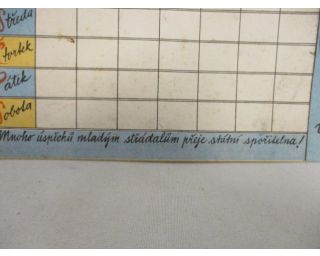 Středa
Čtvrtek
Pátek
Sobota
Mnoho úspěchů mladým střádalům přeje státní spořitelna!